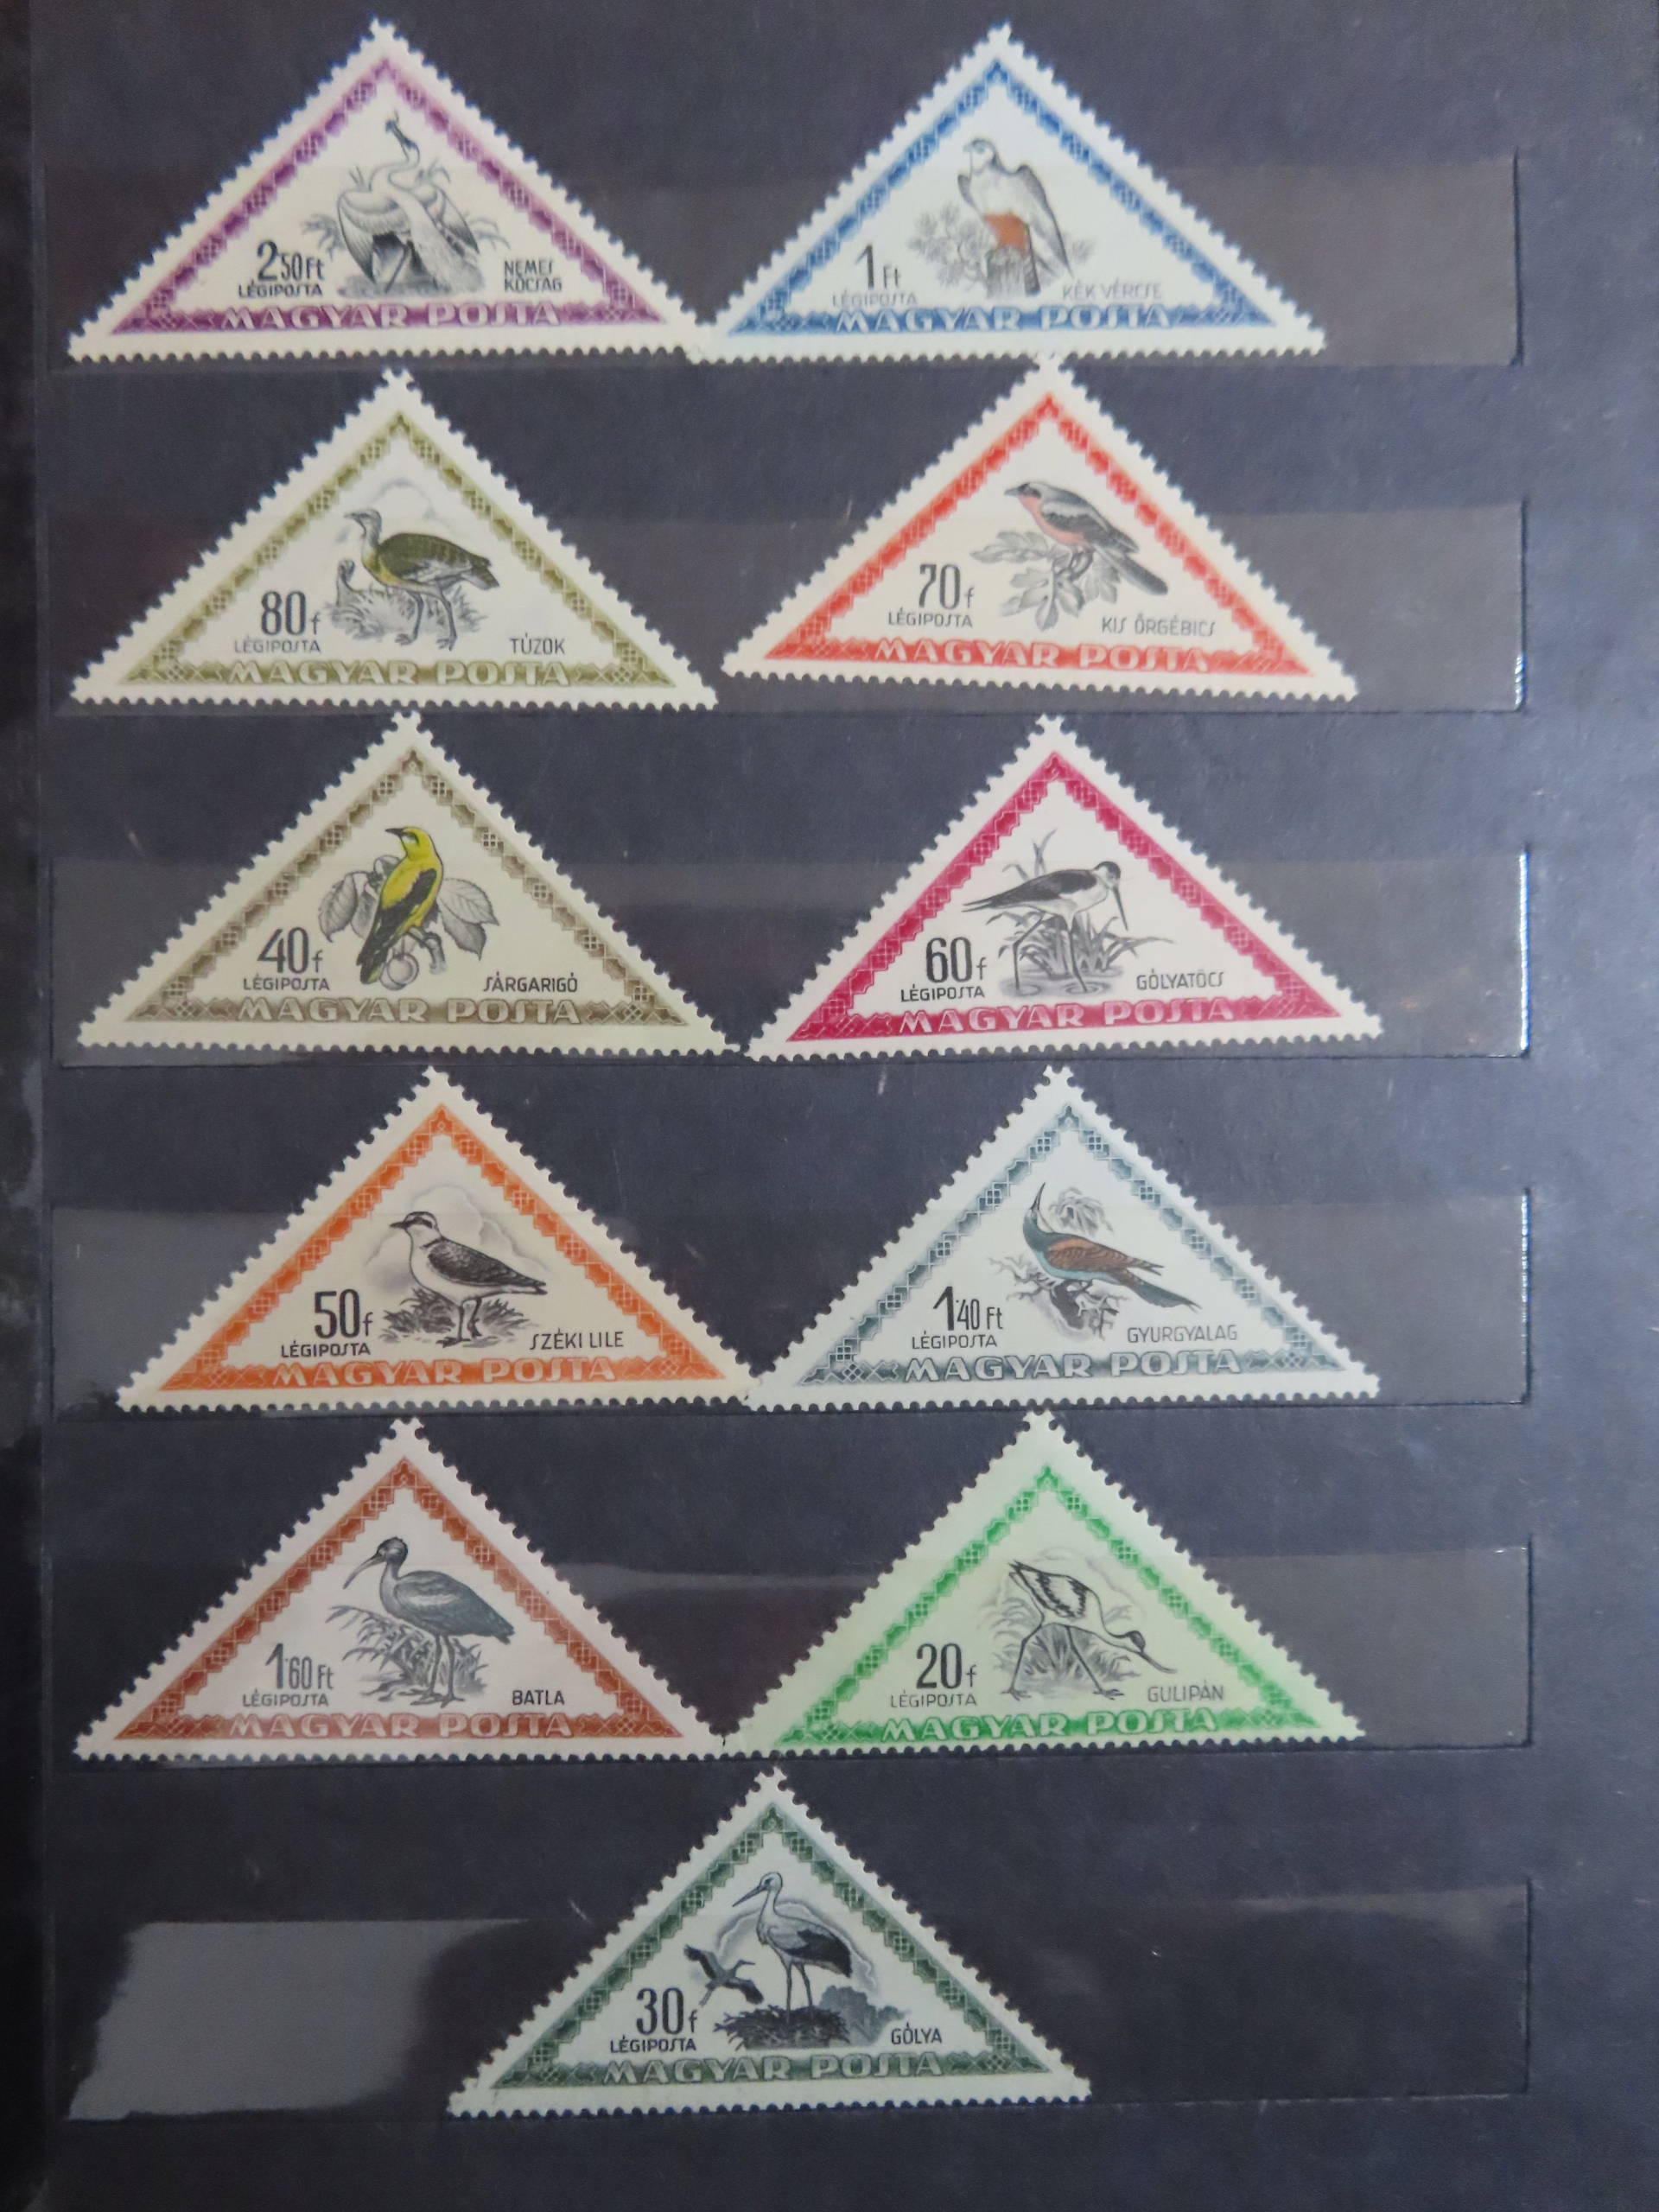 2.50 Ft
LÉGIPOSTA
NEMES
KÓCSAG
MAGYAR POSTA
1 Ft
LÉGIPOSTA
KÉK VÉRCSE
MAGYAR POSTA
80 f
LÉGIPOSTA
TÚZOK
MAGYAR POSTA
70 f
LÉGIPOSTA
KIS ŐRGÉBICS
MAGYAR POSTA
40 f
LÉGIPOSTA
SÁRGARIGÓ
MAGYAR POSTA
60 f
LÉGIPOSTA
GÓLYATÖCS
MAGYAR POSTA
50 f
LÉGIPOSTA
SZÉKI LILE
MAGYAR POSTA
1.40 Ft
LÉGIPOSTA
GYURGYALAG
MAGYAR POSTA
1.60 Ft
LÉGIPOSTA
BATLA
MAGYAR POSTA
20 f
LÉGIPOSTA
GULIPÁN
MAGYAR POSTA
30 f
LÉGIPOSTA
GÓLYA
MAGYAR POSTA